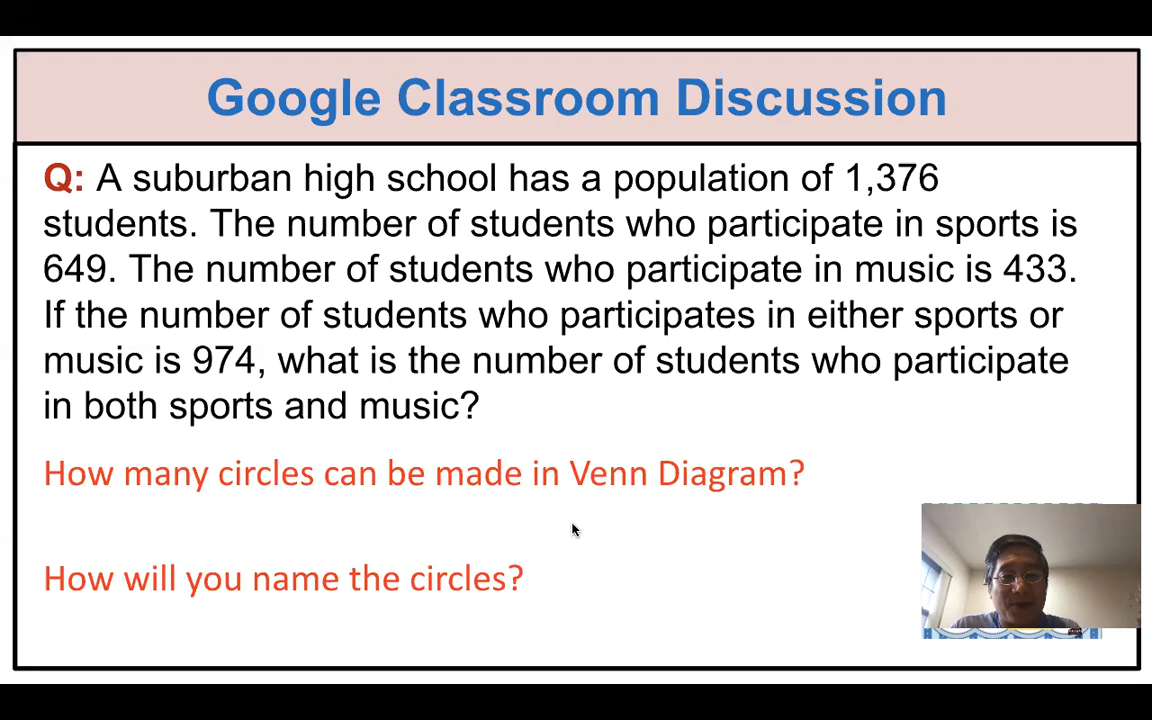 Google Classroom Discussion
Q: A suburban high school has a population of 1,376
students. The number of students who participate in sports is
649. The number of students who participate in music is 433.
If the number of students who participates in either sports or
music is 974, what is the number of students who participate
in both sports and music?
How many circles can be made in Venn Diagram?
How will you name the circles?